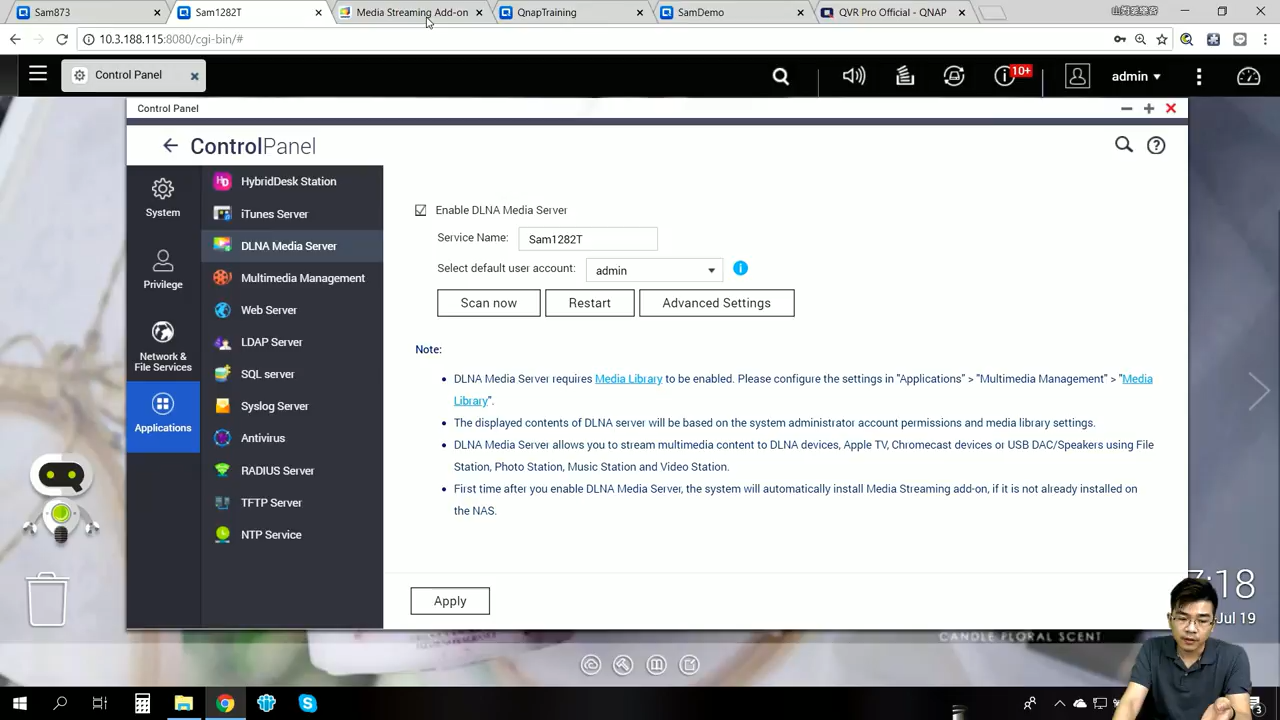 Sam873
Sam1282T
Media Streaming Add-on
QnapTraining
SamDemo
QVR Pro Official - QNAP
10.3.188.115:8080/cgi-bin/#
Control Panel
10+
admin
Control Panel
ControlPanel
System
Privilege
Network &
File Services
Applications
HybridDesk Station
iTunes Server
DLNA Media Server
Multimedia Management
Web Server
LDAP Server
SQL server
Syslog Server
Antivirus
RADIUS Server
TFTP Server
NTP Service
Enable DLNA Media Server
Service Name: Sam1282T
Select default user account: admin
Scan now
Restart
Advanced Settings
Note:
DLNA Media Server requires Media Library to be enabled. Please configure the settings in "Applications" > "Multimedia Management" > "Media
Library".
The displayed contents of DLNA server will be based on the system administrator account permissions and media library settings.
DLNA Media Server allows you to stream multimedia content to DLNA devices, Apple TV, Chromecast devices or USB DAC/Speakers using File
Station, Photo Station, Music Station and Video Station.
First time after you enable DLNA Media Server, the system will automatically install Media Streaming add-on, if it is not already installed on
the NAS.
Apply
:18
Jul 19
CANDLE FLORAL SCENT
3